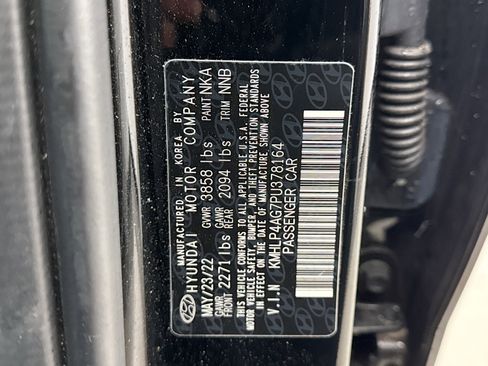 MANUFACTURED IN KOREA BY
HYUNDAI MOTOR COMPANY
MAY/23/22 GVWR 3858 lbs PAINT NKA
GAWR FRONT 2271 lbs GAWR REAR 2094 lbs TRIM NNB
THIS VEHICLE CONFORMS TO ALL APPLICABLE U.S.A. FEDERAL
MOTOR VEHICLE SAFETY, BUMPER, AND THEFT PREVENTION STANDARDS
IN EFFECT ON THE DATE OF MANUFACTURE SHOWN ABOVE
V.I.N KMHLP4AG7PU378164
PASSENGER CAR